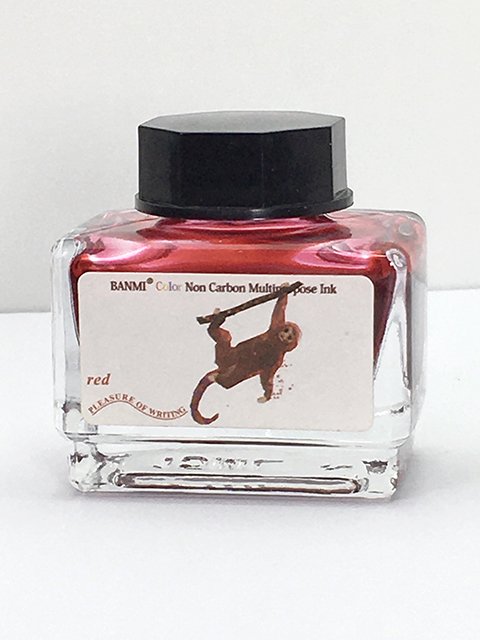 BANMI® Color Non Carbon Multipurpose Ink
red
PLEASURE OF WRITING